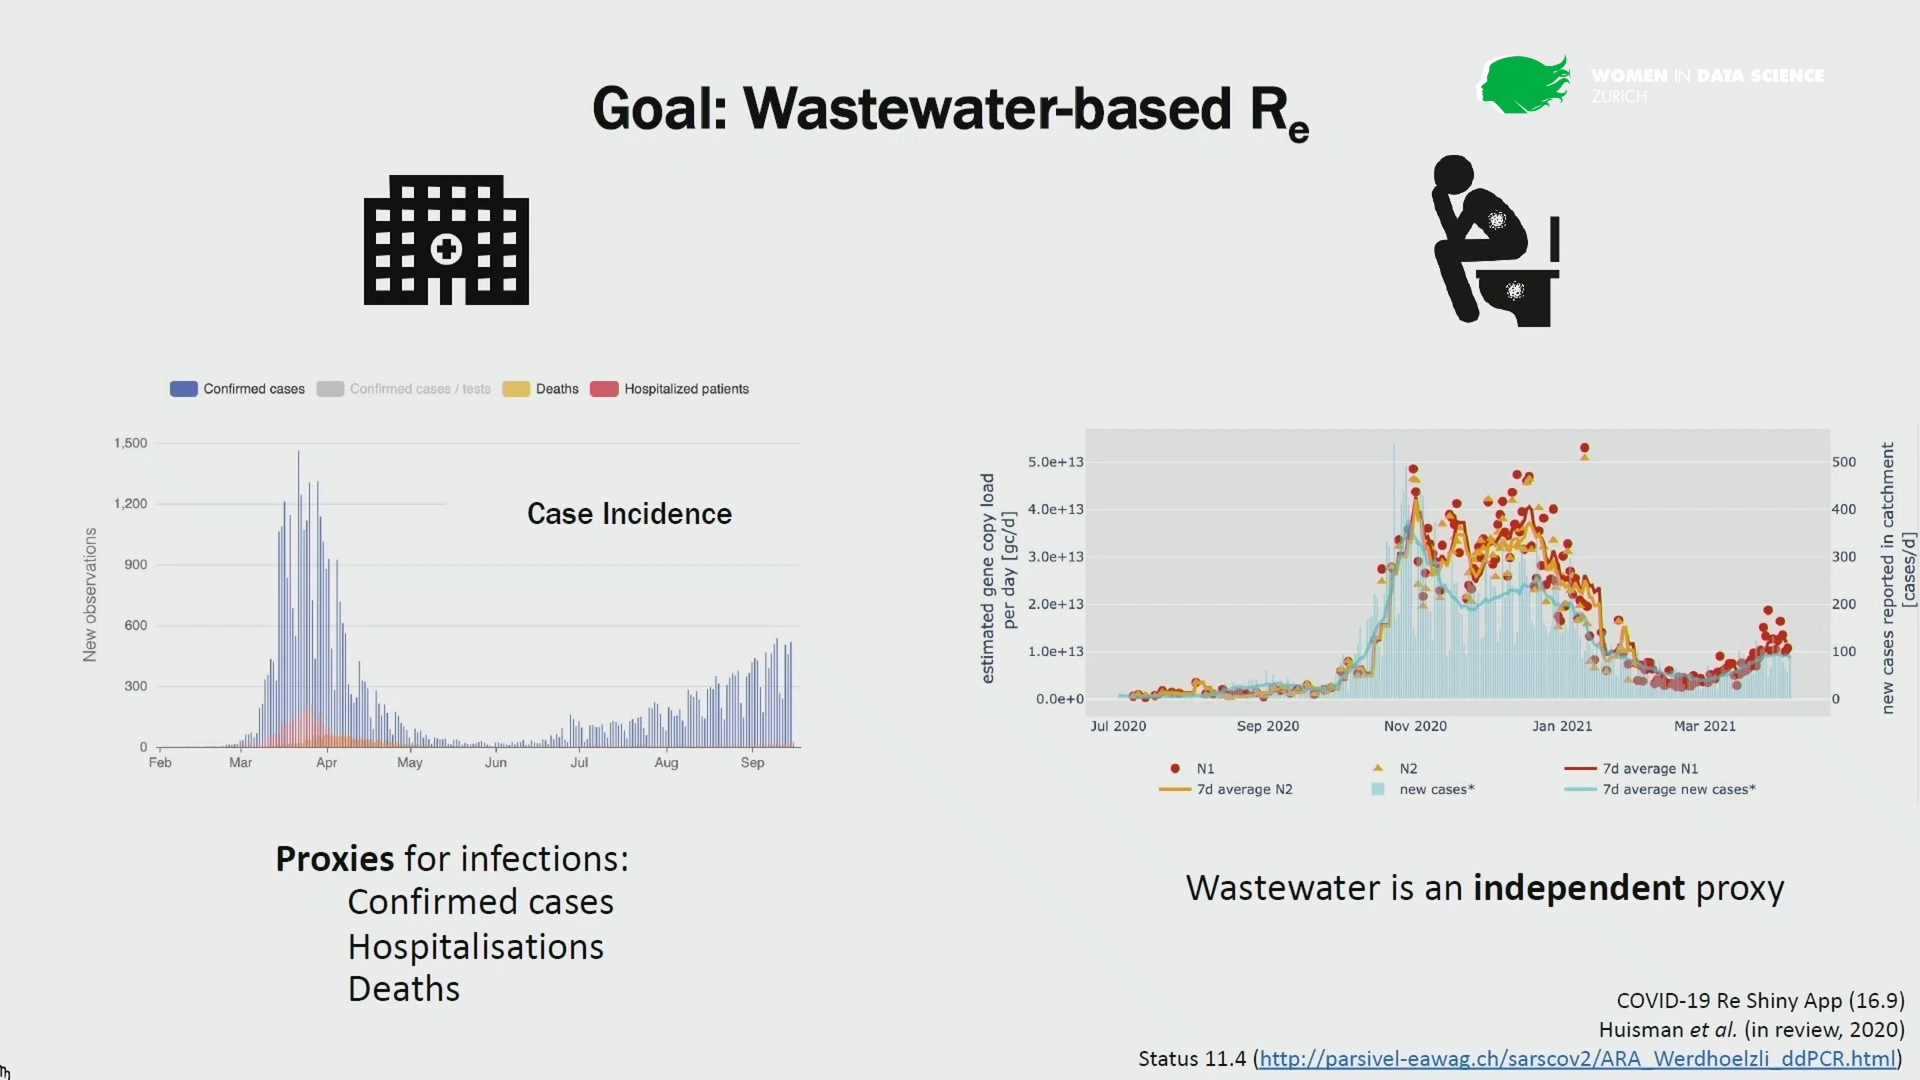 WOMEN IN DATA SCIENCE
ZURICH
Goal: Wastewater-based Re
Confirmed cases
Confirmed cases / tests
Deaths
Hospitalized patients
1,500
1,200
900
600
300
0
New observations
Case Incidence
Feb
Mar
Apr
May
Jun
Jul
Aug
Sep
Proxies for infections:
Confirmed cases
Hospitalisations
Deaths
estimated gene copy load
per day [gc/d]
5.0e+13
4.0e+13
3.0e+13
2.0e+13
1.0e+13
0.0e+0
500
400
300
200
100
0
new cases reported in catchment
[cases/d]
Jul 2020
Sep 2020
Nov 2020
Jan 2021
Mar 2021
N1
N2
7d average N1
7d average N2
new cases*
7d average new cases*
Wastewater is an independent proxy
COVID-19 Re Shiny App (16.9)
Huisman et al. (in review, 2020)
Status 11.4 (http://parsivel-eawag.ch/sarscov2/ARA_Werdhoelzli_ddPCR.html)